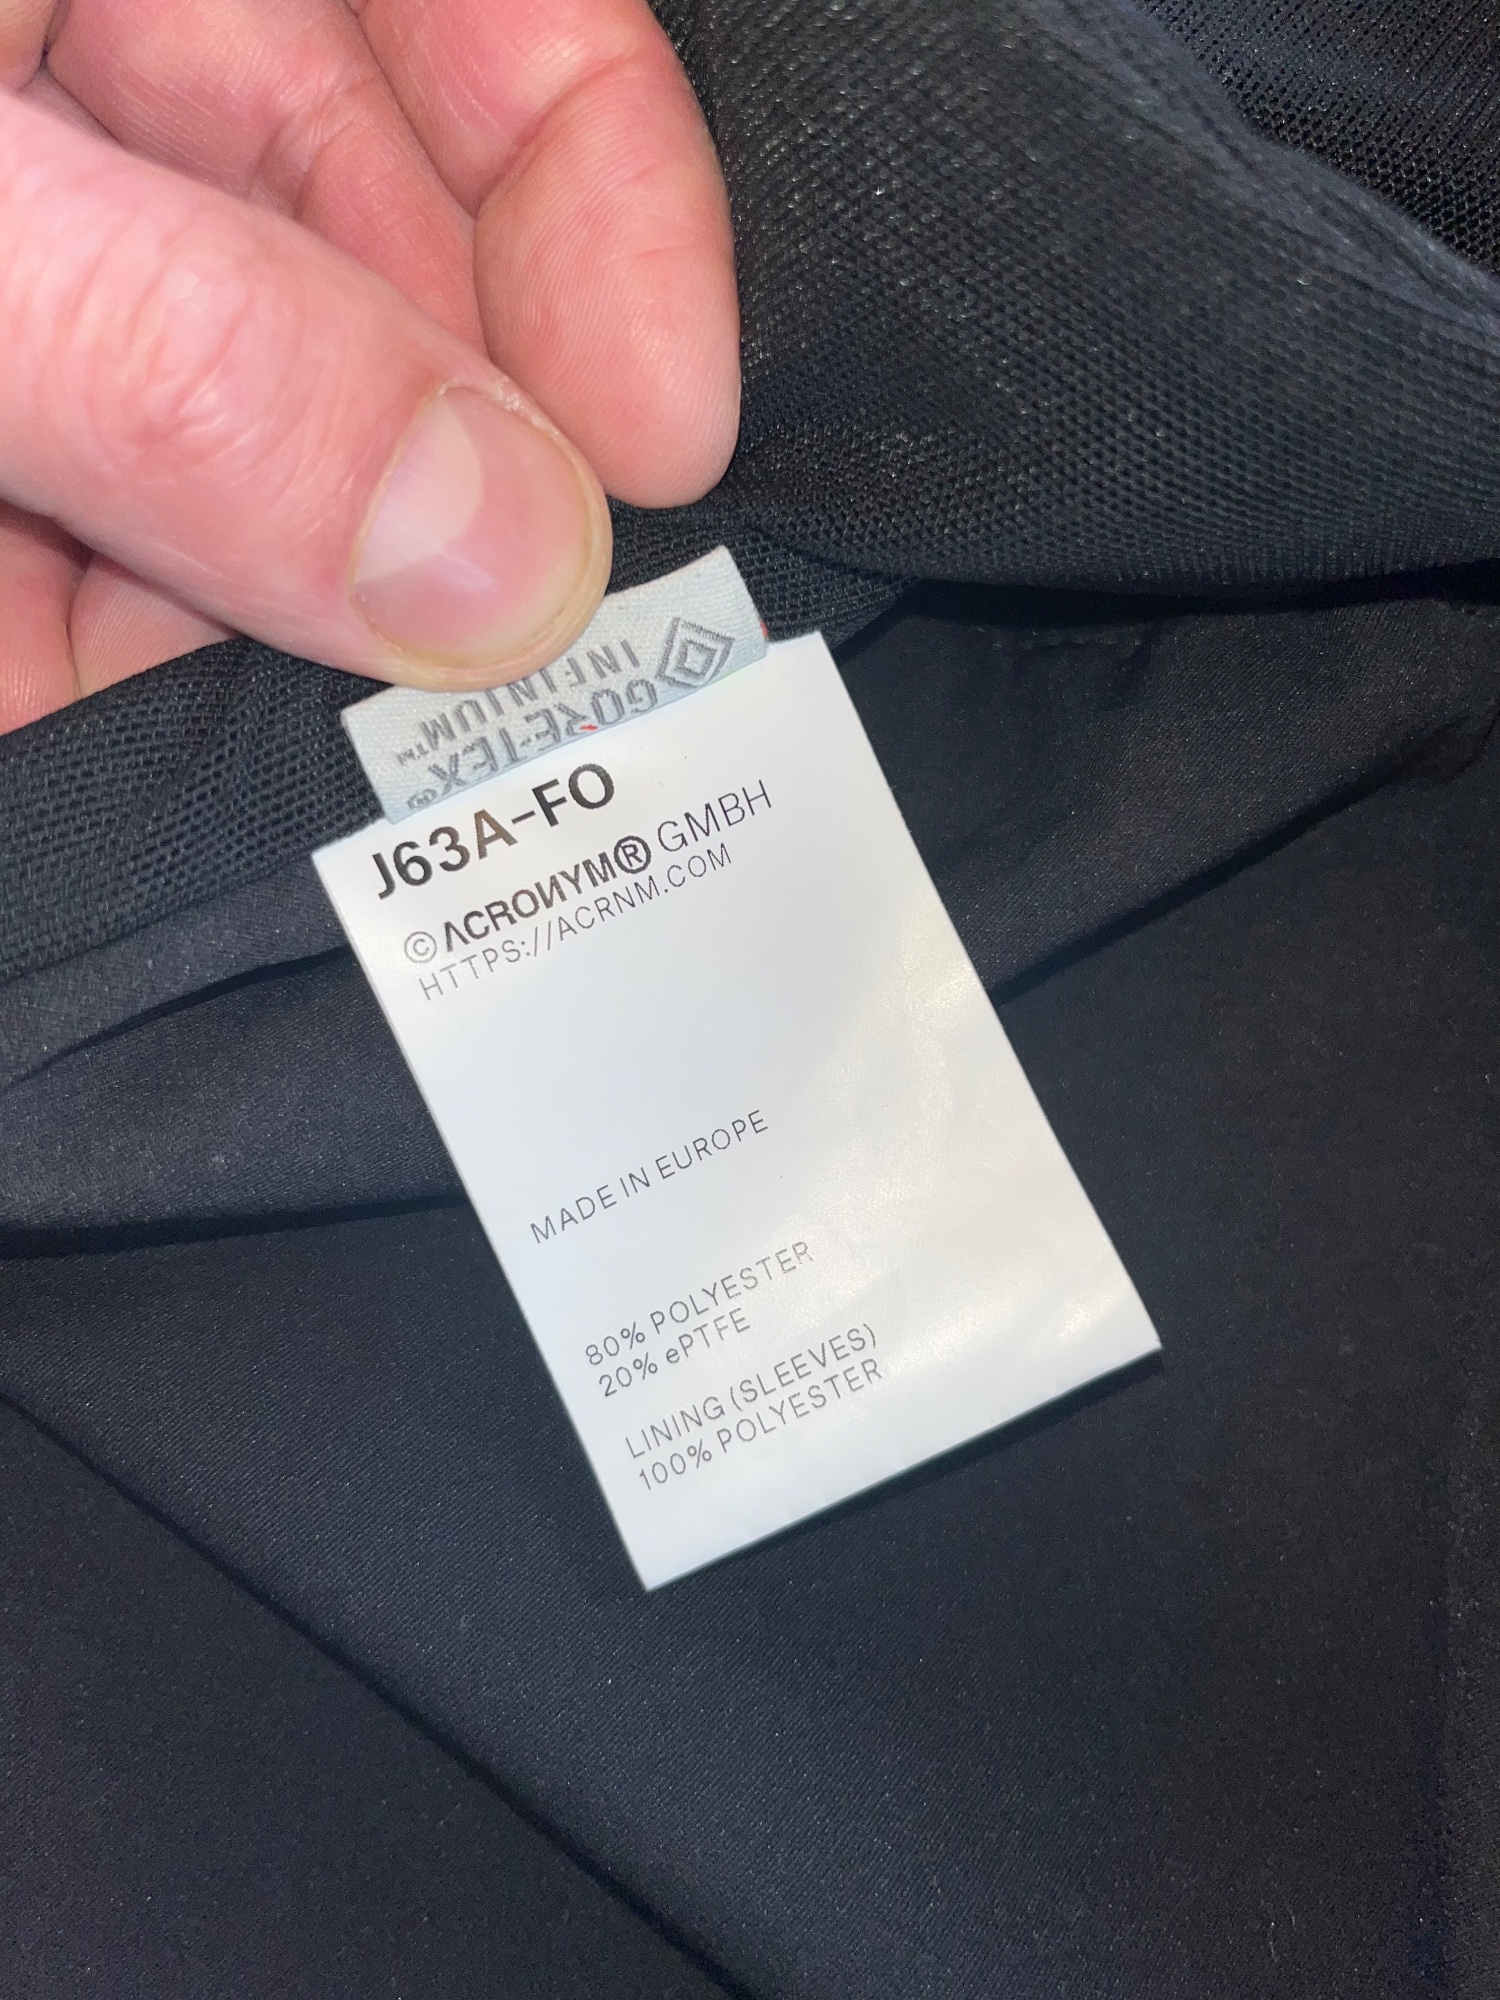 GORE-TEX®
INFINIUM™
J63A-FO
© ΛCROИYM® GMBH
HTTPS://ACRNM.COM
MADE IN EUROPE
80% POLYESTER
20% ePTFE
LINING (SLEEVES)
100% POLYESTER